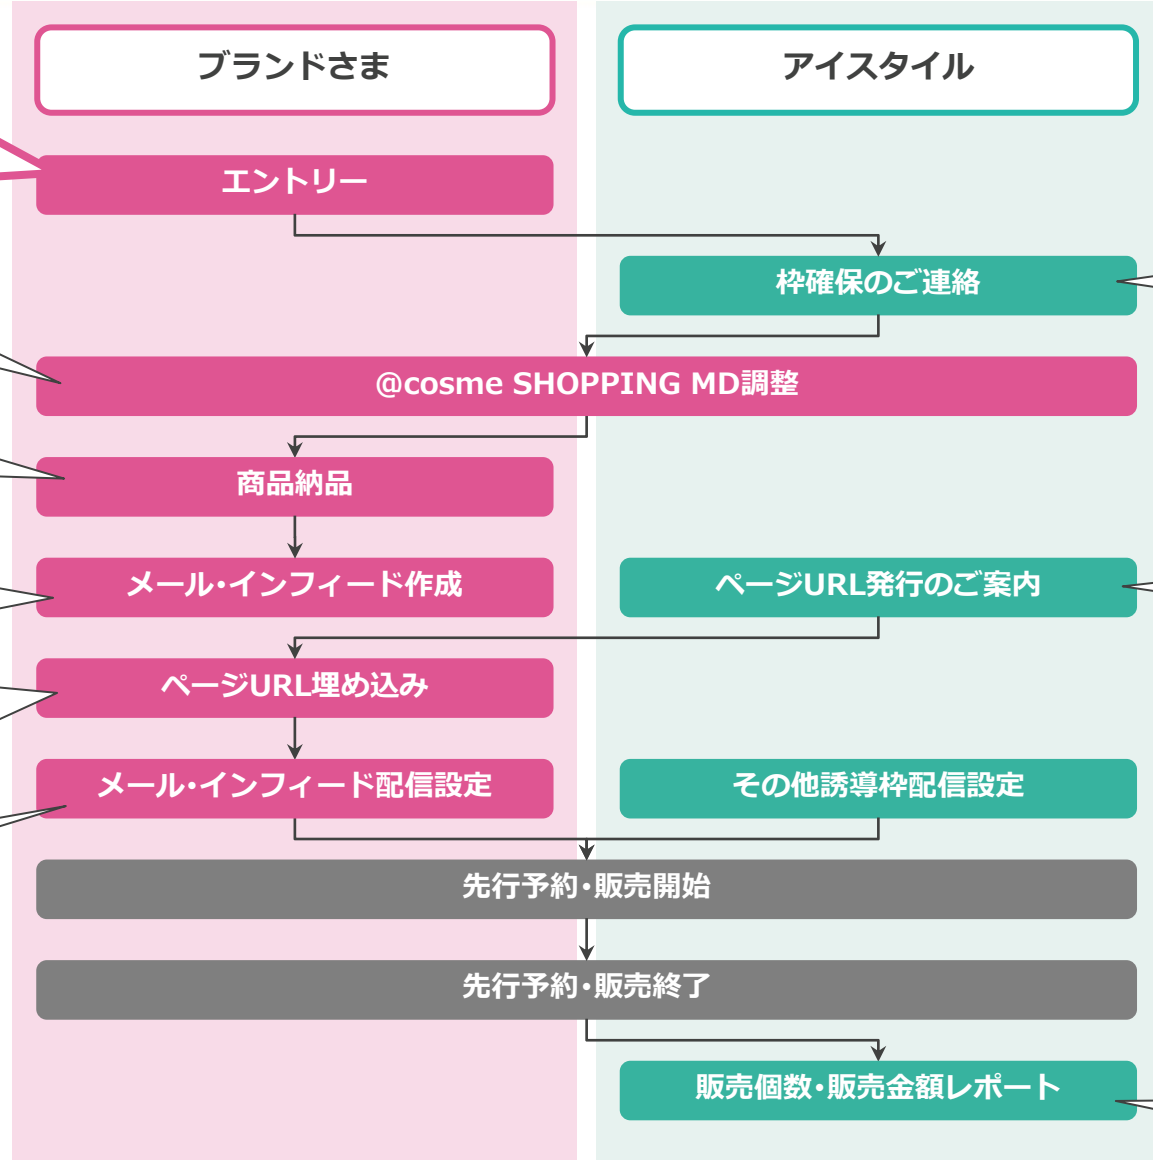 ブランドさま
アイスタイル
エントリー
枠確保のご連絡
@cosme SHOPPING MD調整
商品納品
メール・インフィード作成
ページURL発行のご案内
ページURL埋め込み
メール・インフィード配信設定
その他誘導枠配信設定
先行予約・販売開始
先行予約・販売終了
販売個数・販売金額レポート